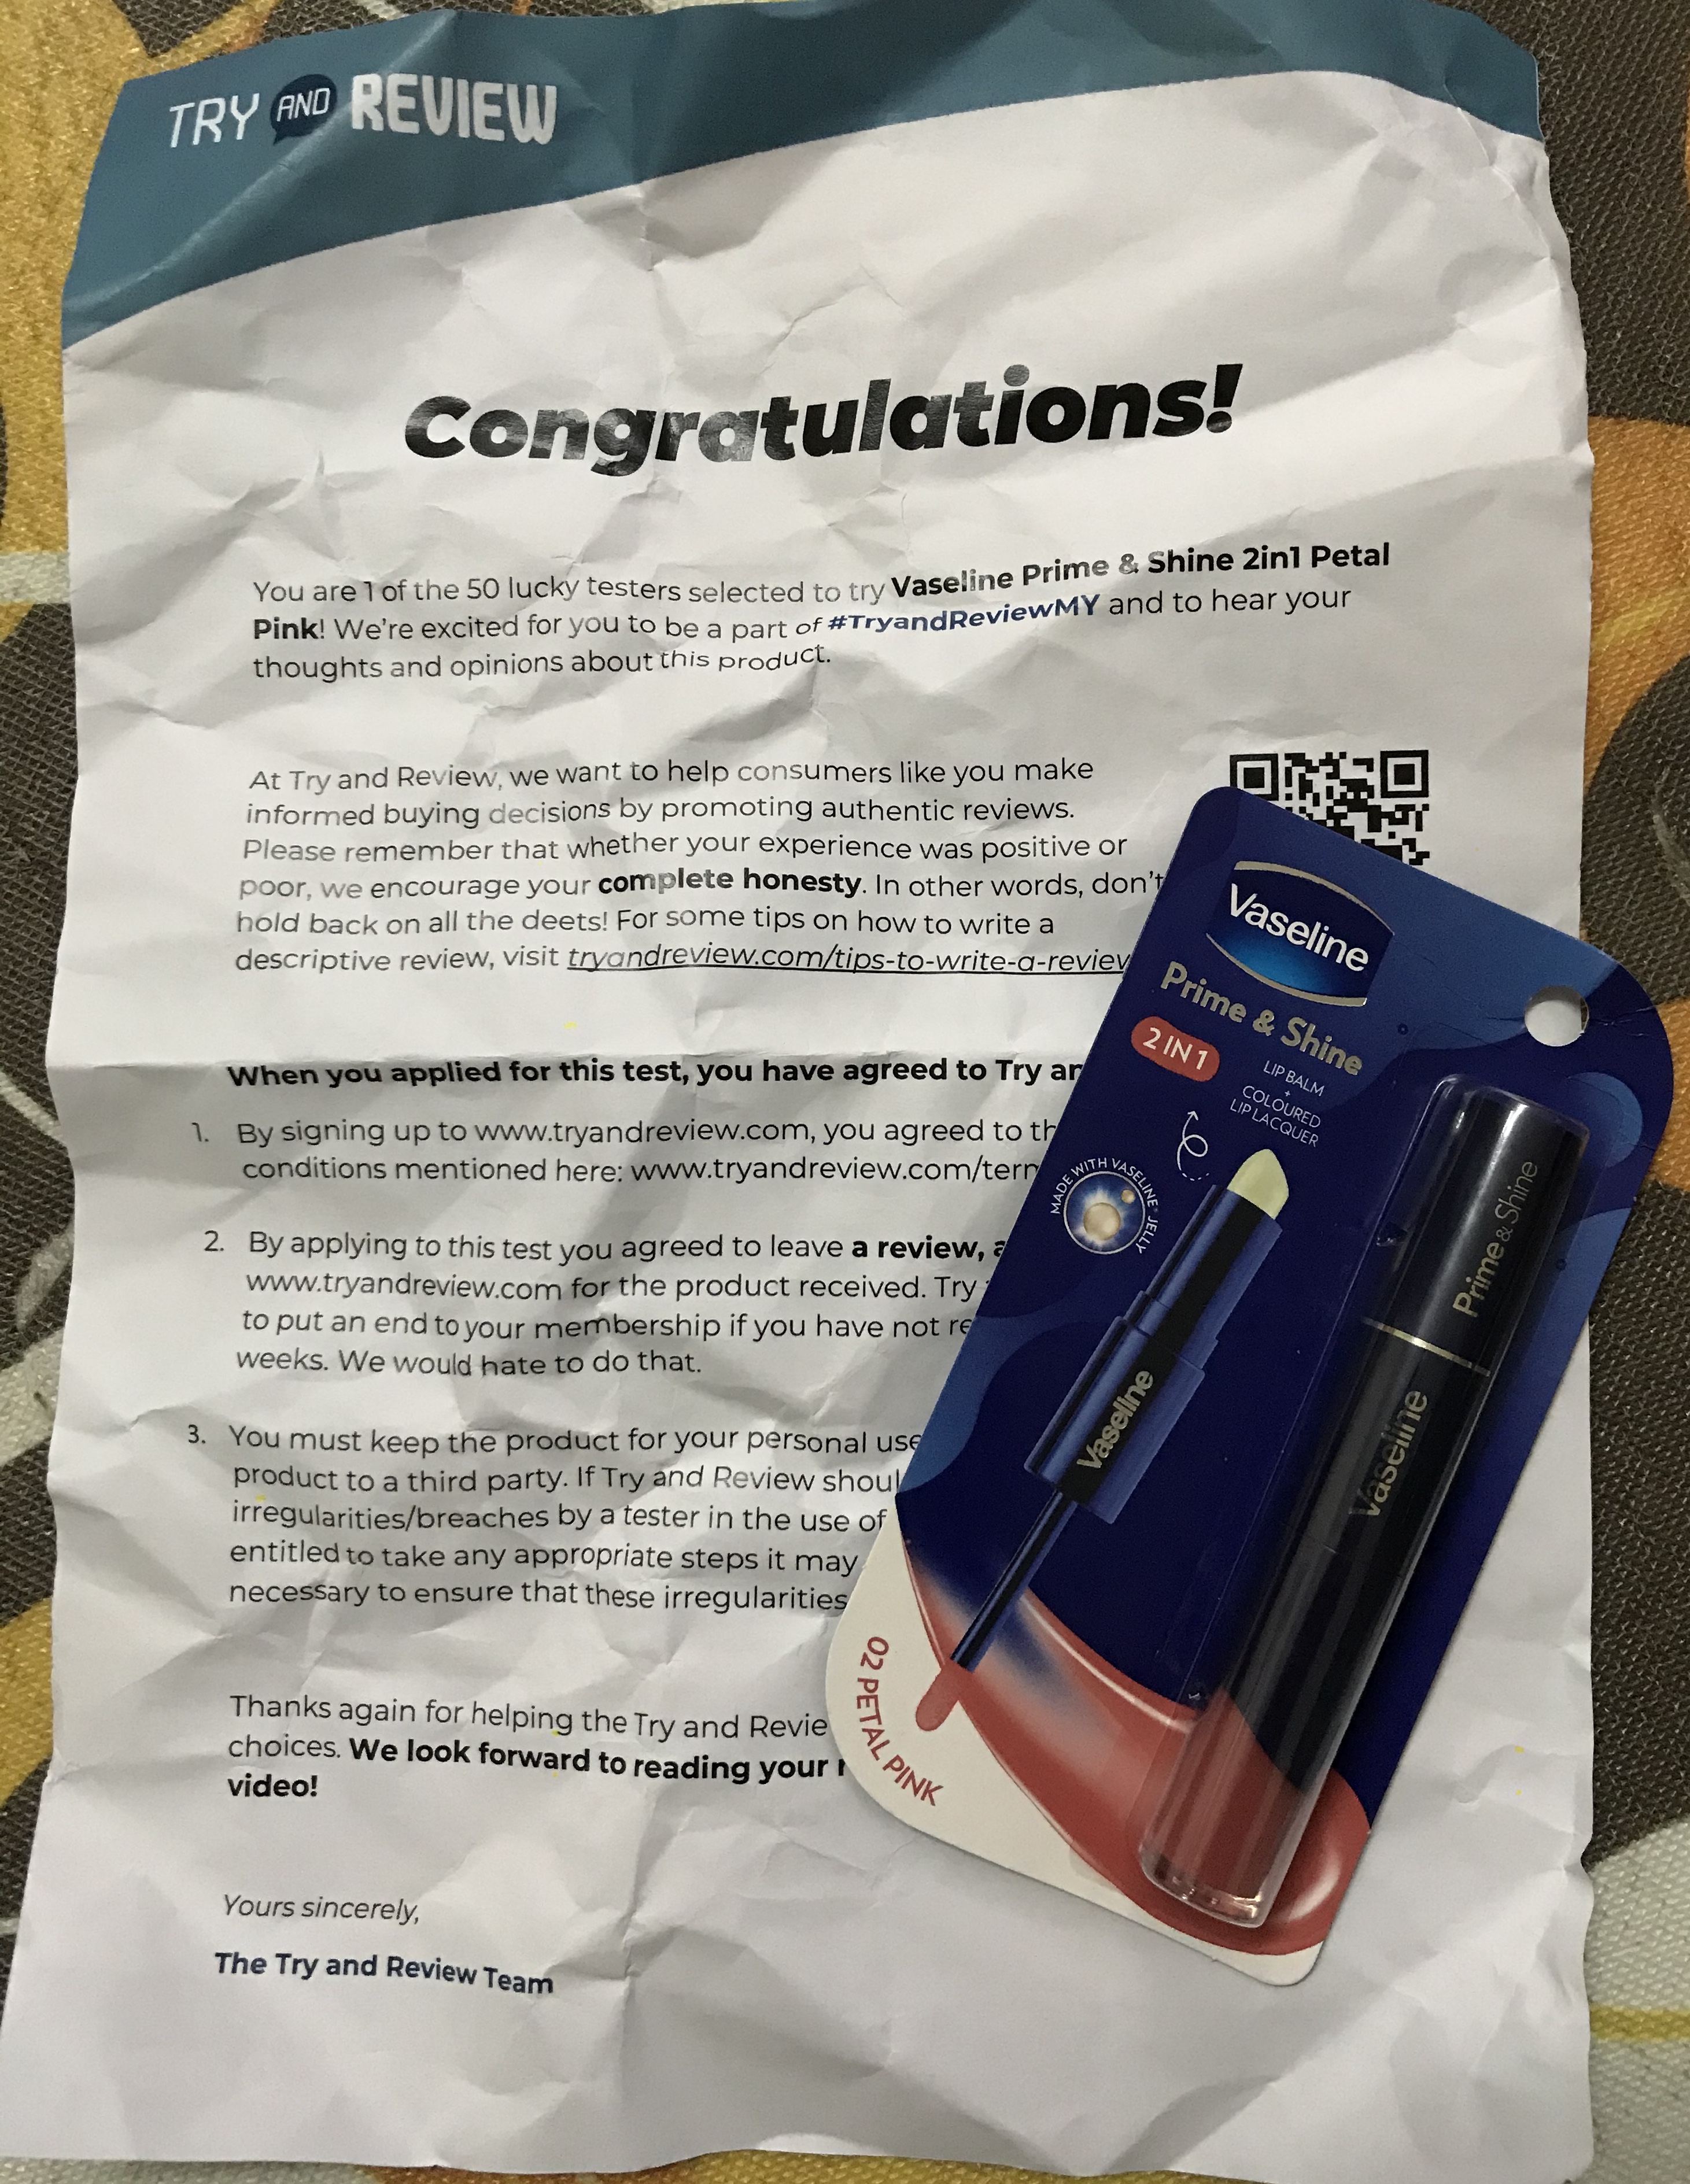 TRY AND REVIEW
Congratulations!
You are 1 of the 50 lucky testers selected to try Vaseline Prime & Shine 2in1 Petal
Pink! We're excited for you to be a part of #TryandReviewMY and to hear your
thoughts and opinions about this product.
At Try and Review, we want to help consumers like you make
informed buying decisions by promoting authentic reviews.
Please remember that whether your experience was positive or
poor, we encourage your complete honesty. In other words, don't
hold back on all the deets! For some tips on how to write a
descriptive review, visit tryandreview.com/tips-to-write-a-review
When you applied for this test, you have agreed to Try
1. By signing up to www.tryandreview.com, you agreed to
conditions mentioned here: www.tryandreview.com/
2. By applying to this test you agreed to leave a review,
www.tryandreview.com for the product received. Try
to put an end to your membership if you have not
weeks. We would hate to do that.
3. You must keep the product for your personal use
product to a third party. If Try and Review
irregularities/breaches by a tester in the use of
entitled to take any appropriate steps it may
necessary to ensure that these irregularities
Thanks again for helping the Try and
choices. We look forward to reading your
video!
Yours sincerely,
The Try and Review Team
Vaseline
Prime & Shine
2 IN 1
LIP BALM
+
COLOURED
LIP LACQUER
MADE WITH VASELINE® JELLY
Vaseline
Prime & Shine
Vaseline
02 PETAL PINK